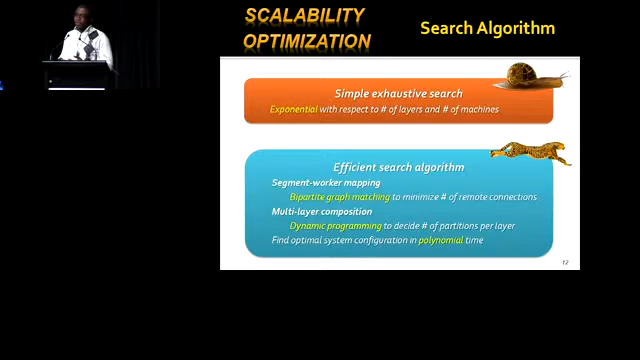 SCALABILITY
OPTIMIZATION
Search Algorithm
Simple exhaustive search
Exponential with respect to # of layers and # of machines
Efficient search algorithm
Segment-worker mapping
Bipartite graph matching to minimize # of remote connections
Multi-layer composition
Dynamic programming to decide # of partitions per layer
Find optimal system configuration in polynomial time
12